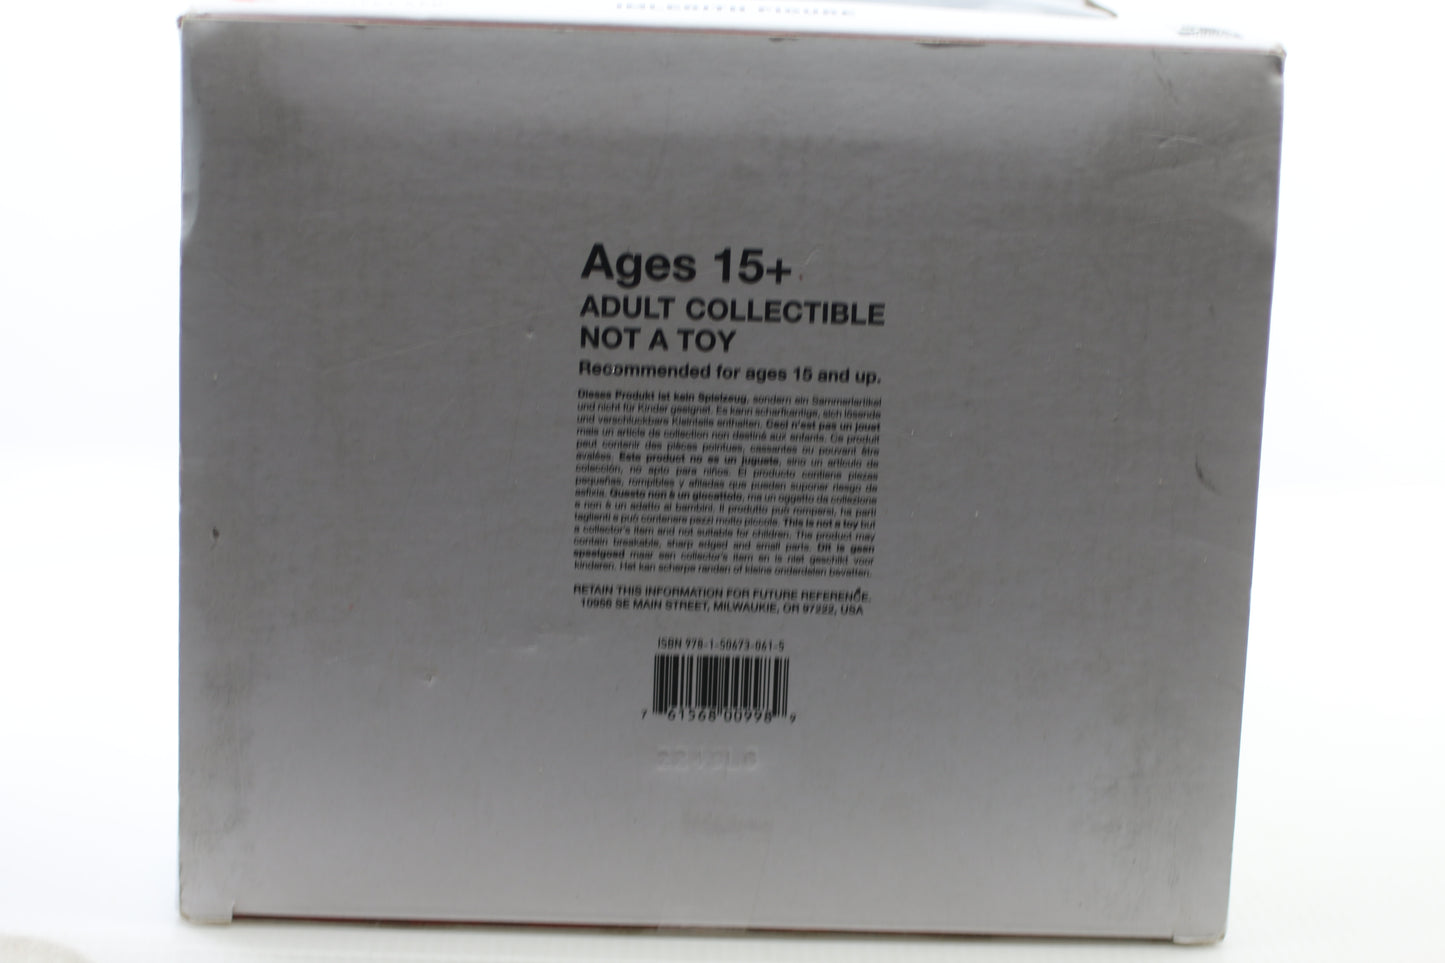 IMLERITH FIGURE
Ages 15+
ADULT COLLECTIBLE
NOT A TOY
Recommended for ages 15 and up.
Dieses Produkt ist kein Spielzeug, sondern ein Sammlerartikel
und nicht für Kinder geeignet. Es kann scharfkantige, sich lösende
und verschluckbare Kleinteile enthalten. Ceci n'est pas un jouet
mais un article de collection non destiné aux enfants. Ce produit
peut contenir des pièces pointues, cassantes ou pouvant être
avalées. Este product no es un juguete, sino un artículo de
colección, no apto para niños. El producto contiene piezas
pequeñas, rompibles y afiladas que pueden suponer riesgo de
asfixia. Questo non è un giocattolo, ma un oggetto da collezione
e non è un adatto ai bambini. Il produtto può rompersi, ha parti
taglienti e può contenere pezzi molto piccole. This is not a toy but
a collector's item and not suitable for children. The product may
contain breakable, sharp edged and small parts. Dit is geen
speelgoed maar een collector's item en is niet geschikt voor
kinderen. Het kan scherpe randen of kleine onderdelen bevatten.
RETAIN THIS INFORMATION FOR FUTURE REFERENCE.
10956 SE MAIN STREET, MILWAUKIE, OR 97222, USA
ISBN 978-1-50673-061-5
7 61568 00998 9